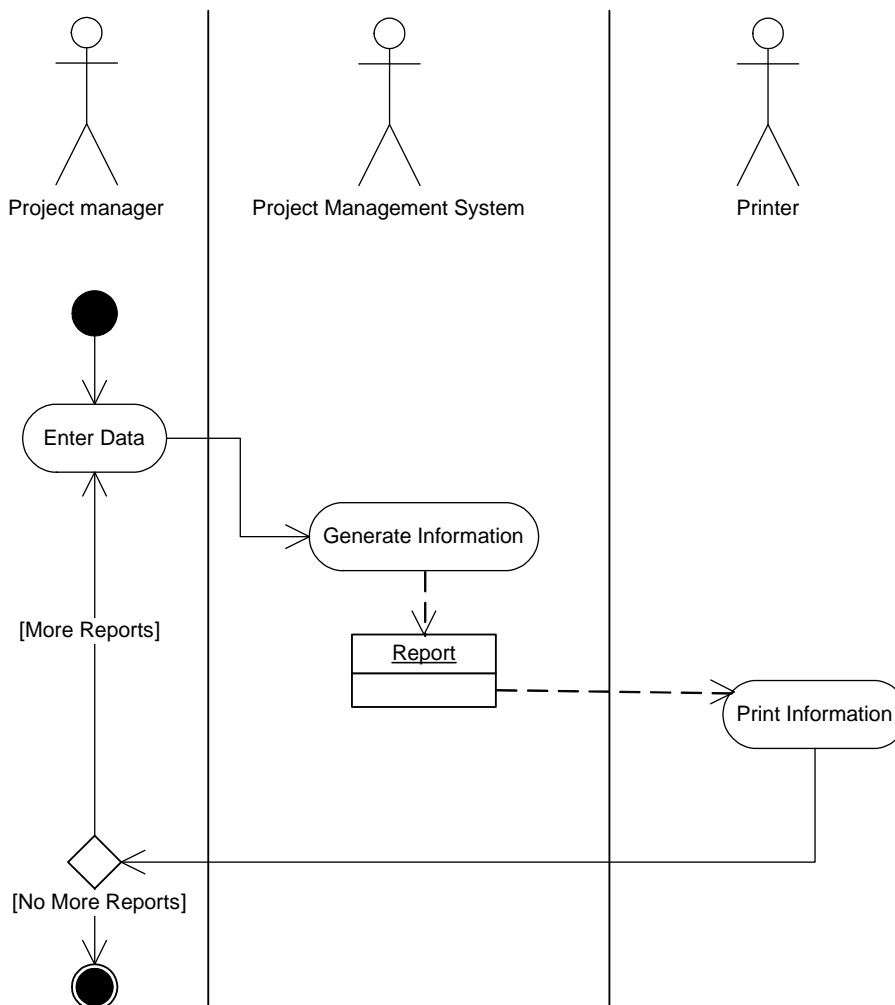 Project manager
Project Management System
Printer
Enter Data
Generate Information
[More Reports]
Report
Print Information
[No More Reports]